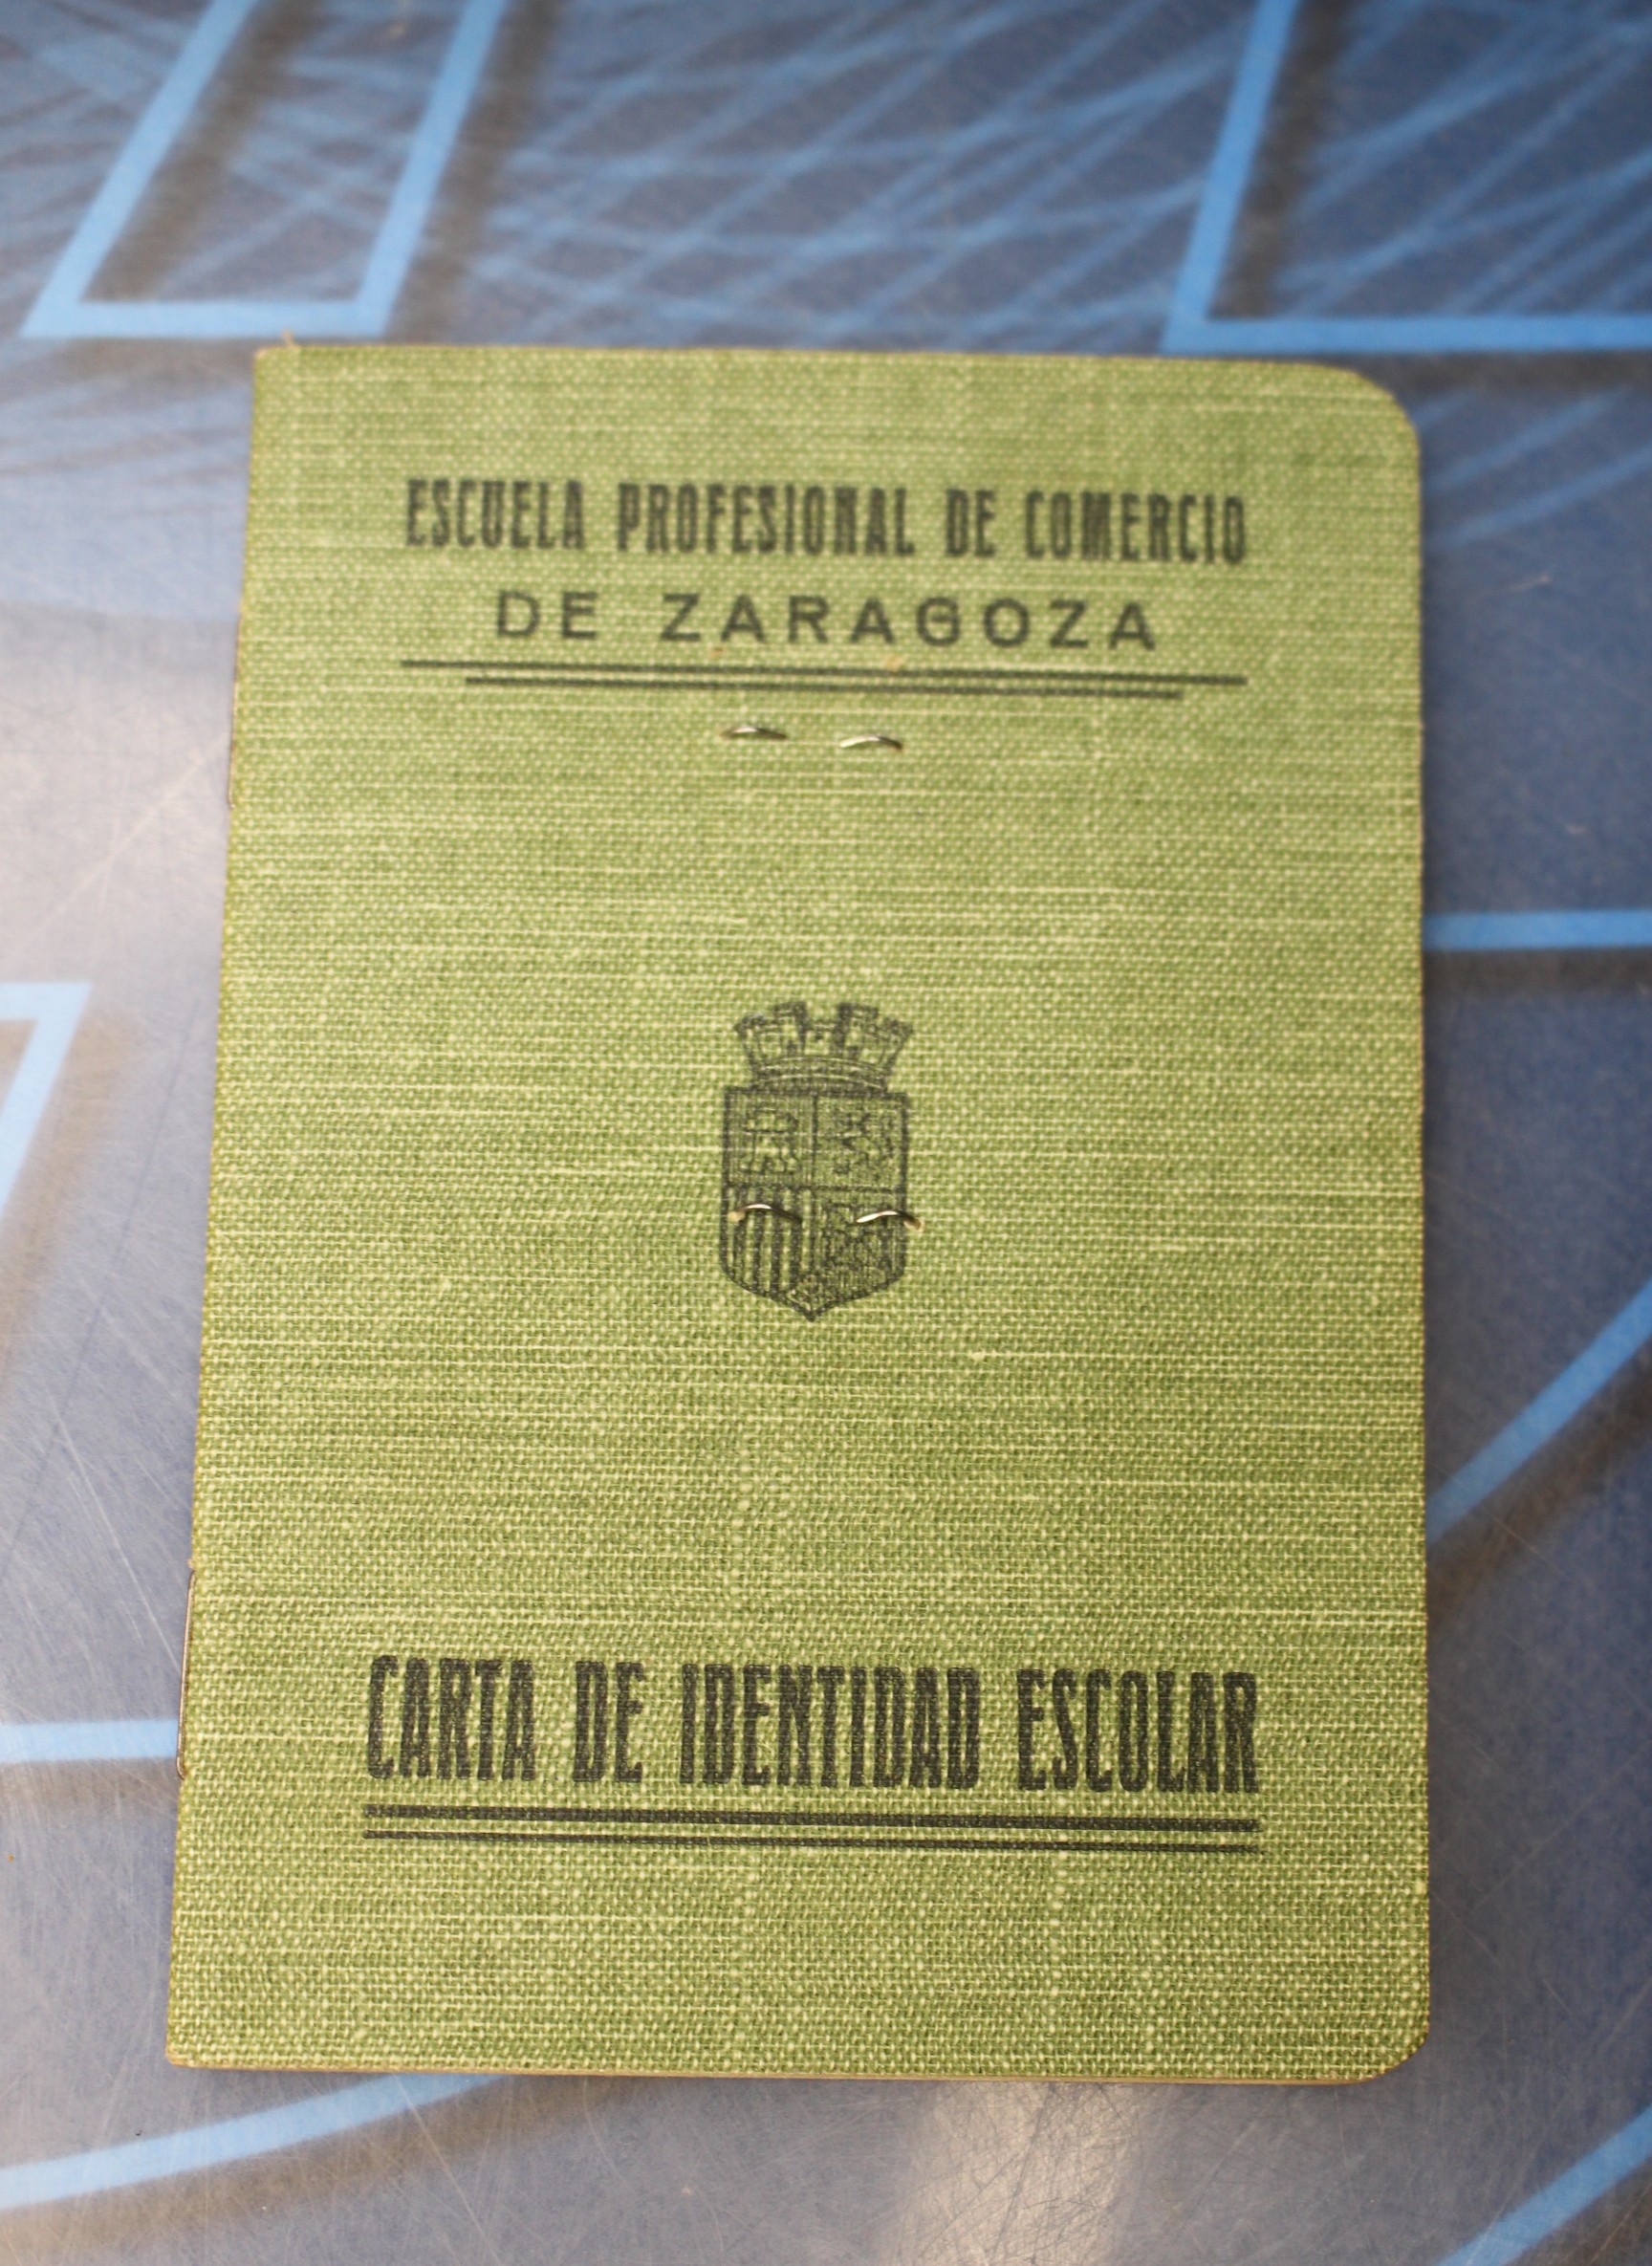 ESCUELA PROFESIONAL DE COMERCIO
DE ZARAGOZA
CARTA DE IDENTIDAD ESCOLAR